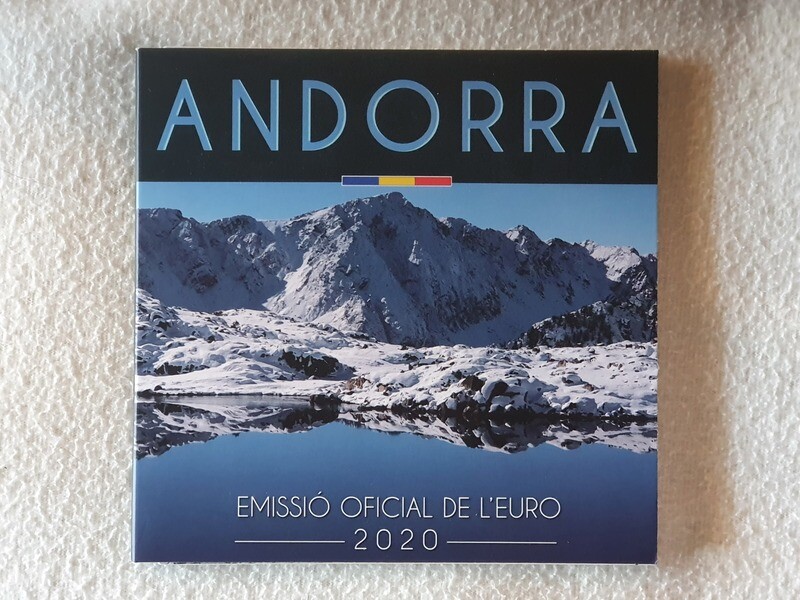 ANDORRA
EMISSIÓ OFICIAL DE L'EURO
2020